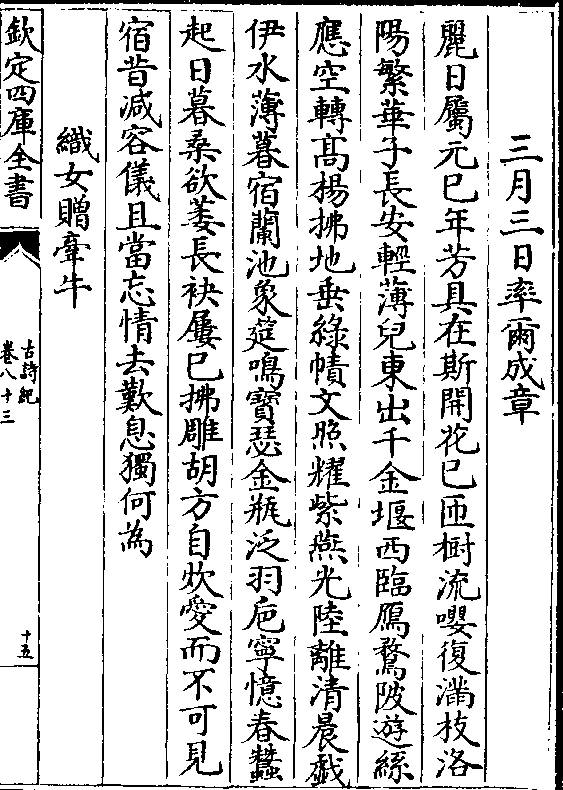 三月三日率爾成章
麗日屬元巳年芳具在斯開花已匝樹流嚶復滿枝洛
陽繁華子長安輕薄兒東出千金堰西臨鴈鶩陂遊絲
應空轉髙楊拂地垂綠幘文照耀紫燕光陸離清晨戲
伊水薄暮宿蘭池象筵鳴寶瑟金瓶泛羽巵寧憶春蠶
起日暮桑欲萎長袂屢已拂雕胡方自炊愛而不可見
宿昔减容儀且當忘情去歎息獨何為
織女贈牽牛
欽定四庫全書
古詩紀
卷八十三
十五